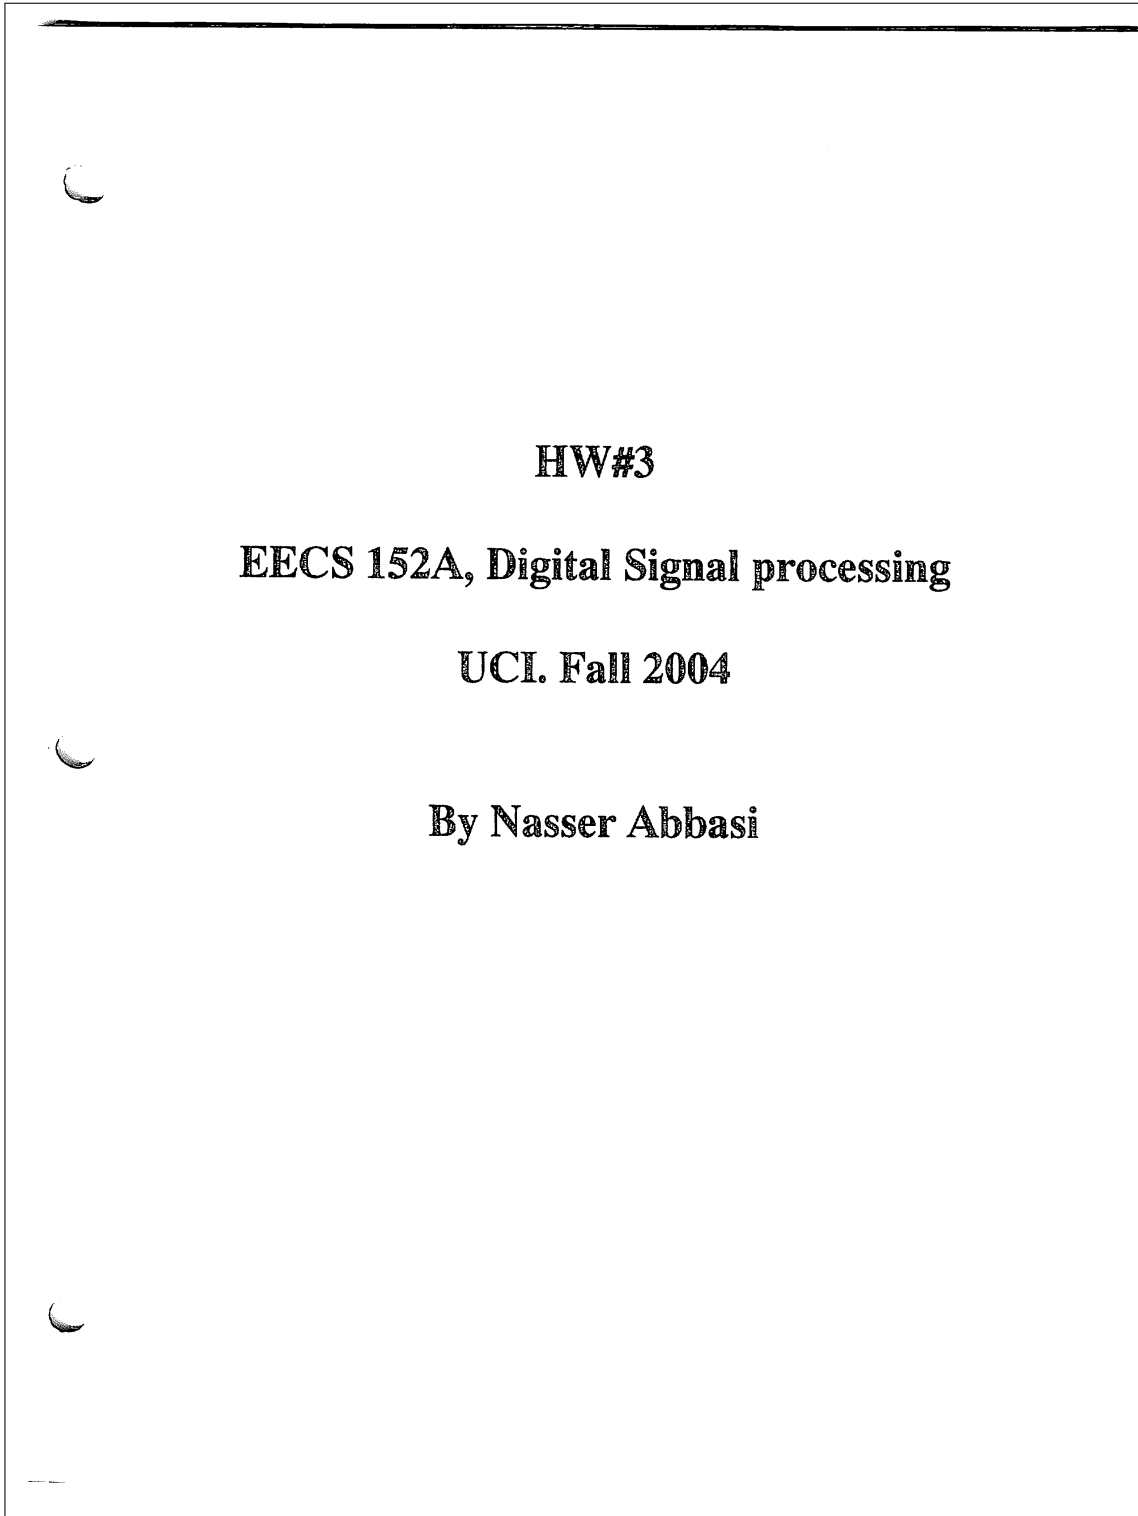 HW#3
EECS 152A, Digital Signal processing
UCI. Fall 2004
By Nasser Abbasi